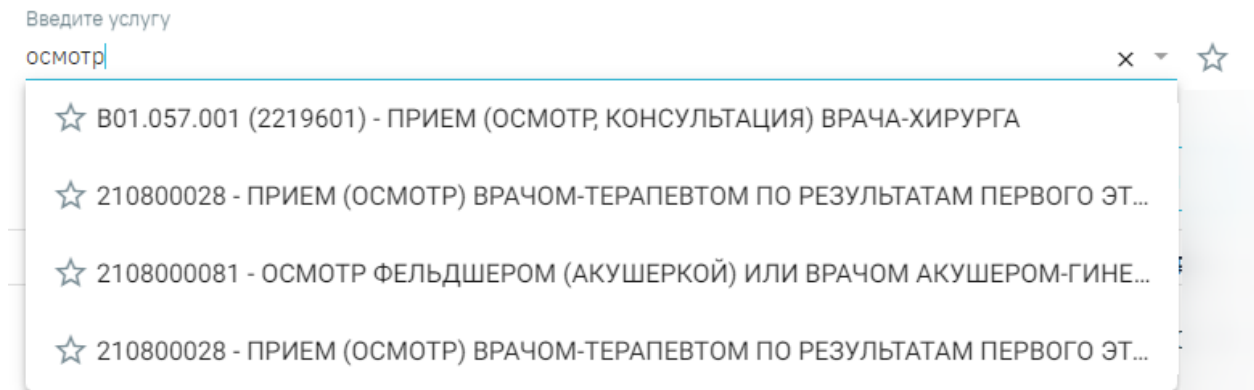 Введите услугу
осмотр
B01.057.001 (2219601) - ПРИЕМ (ОСМОТР, КОНСУЛЬТАЦИЯ) ВРАЧА-ХИРУРГА
210800028 - ПРИЕМ (ОСМОТР) ВРАЧОМ-ТЕРАПЕВТОМ ПО РЕЗУЛЬТАТАМ ПЕРВОГО ЭТ...
2108000081 - ОСМОТР ФЕЛЬДШЕРОМ (АКУШЕРКОЙ) ИЛИ ВРАЧОМ АКУШЕРОМ-ГИНЕ...
210800028 - ПРИЕМ (ОСМОТР) ВРАЧОМ-ТЕРАПЕВТОМ ПО РЕЗУЛЬТАТАМ ПЕРВОГО ЭТ...